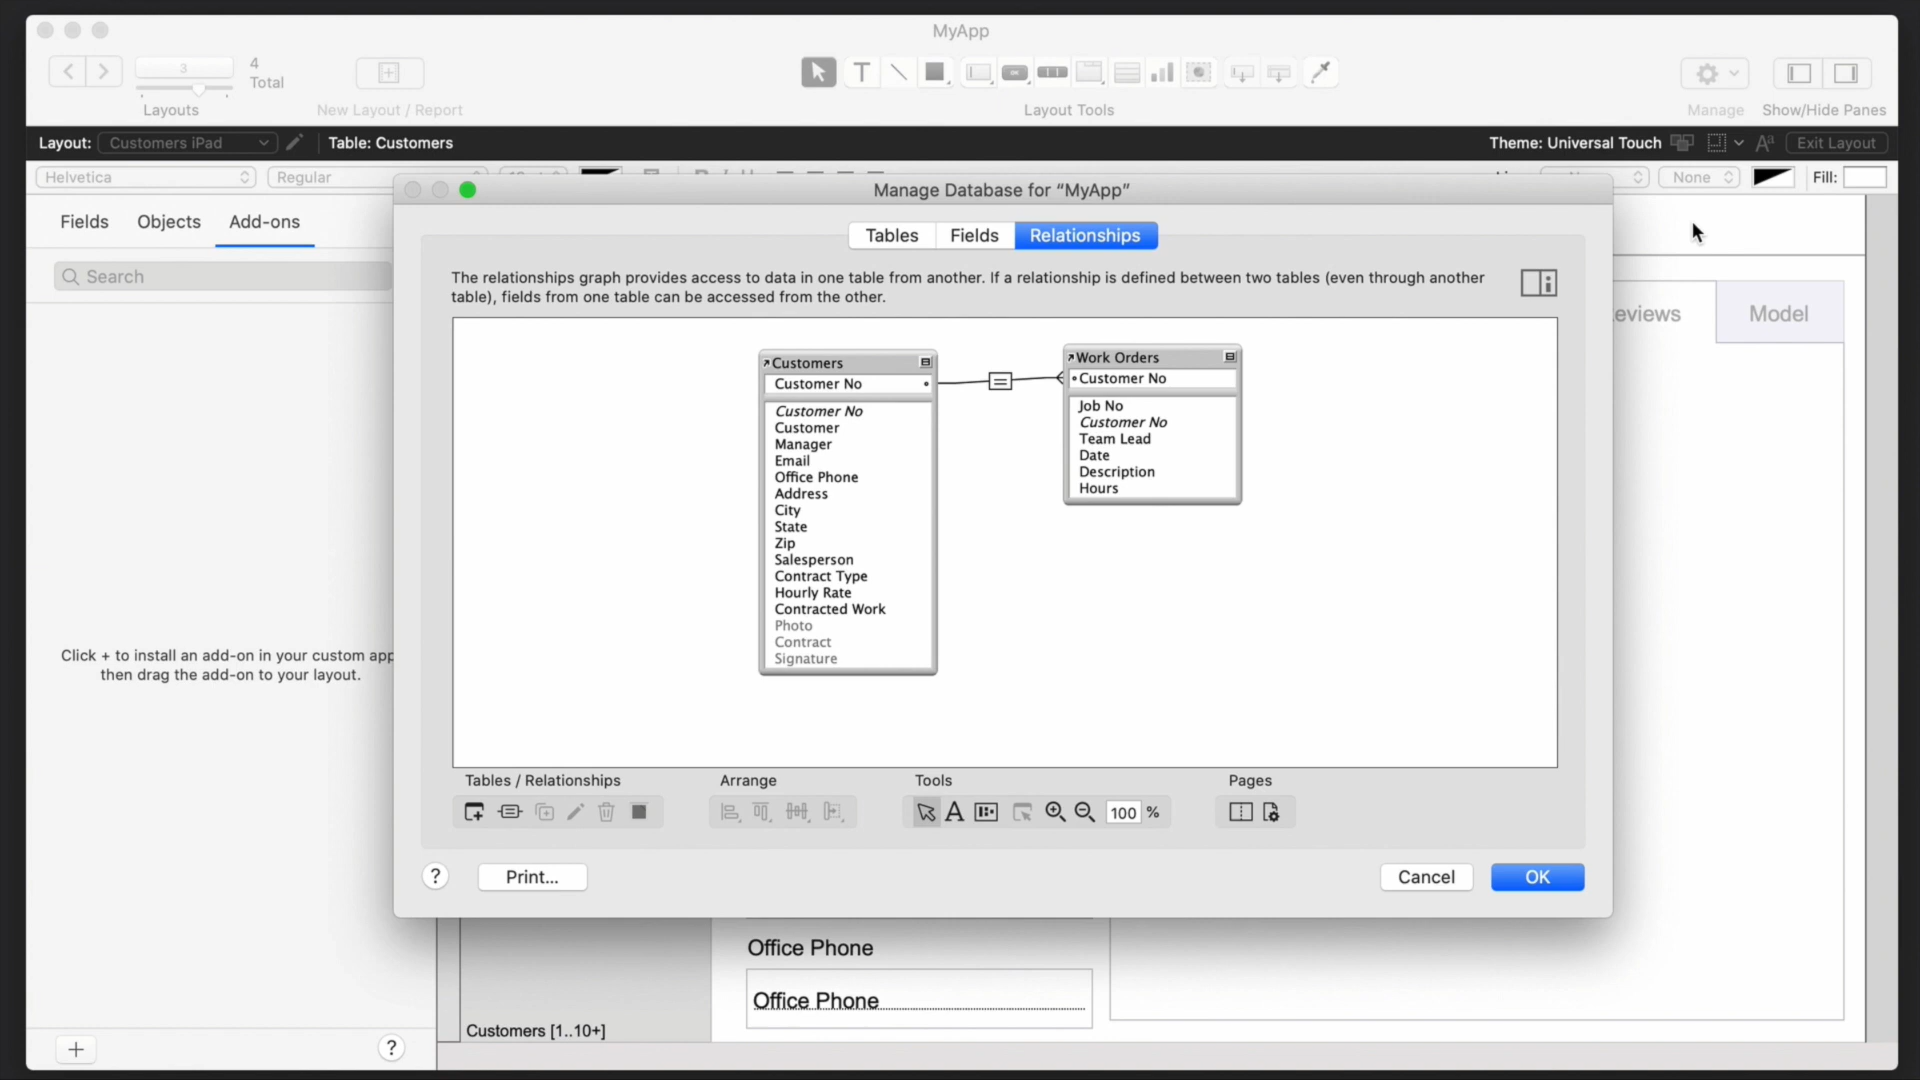 MyApp
3
4
Total
Layouts
New Layout / Report
Layout Tools
Manage
Show/Hide Panes
Layout: Customers iPad
Table: Customers
Theme: Universal Touch
Exit Layout
Helvetica
Regular
None
Fill:
Fields
Objects
Add-ons
Search
Click + to install an add-on in your custom app
then drag the add-on to your layout.
Manage Database for “MyApp”
Tables
Fields
Relationships
The relationships graph provides access to data in one table from another. If a relationship is defined between two tables (even through another
table), fields from one table can be accessed from the other.
Customers
Customer No
Customer No
Customer
Manager
Email
Office Phone
Address
City
State
Zip
Salesperson
Contract Type
Hourly Rate
Contracted Work
Photo
Contract
Signature
Work Orders
Customer No
Job No
Customer No
Team Lead
Date
Description
Hours
Tables / Relationships
Arrange
Tools
Pages
100 %
?
Print...
Cancel
OK
eviews
Model
Office Phone
Office Phone
Customers [1..10+]
+
?